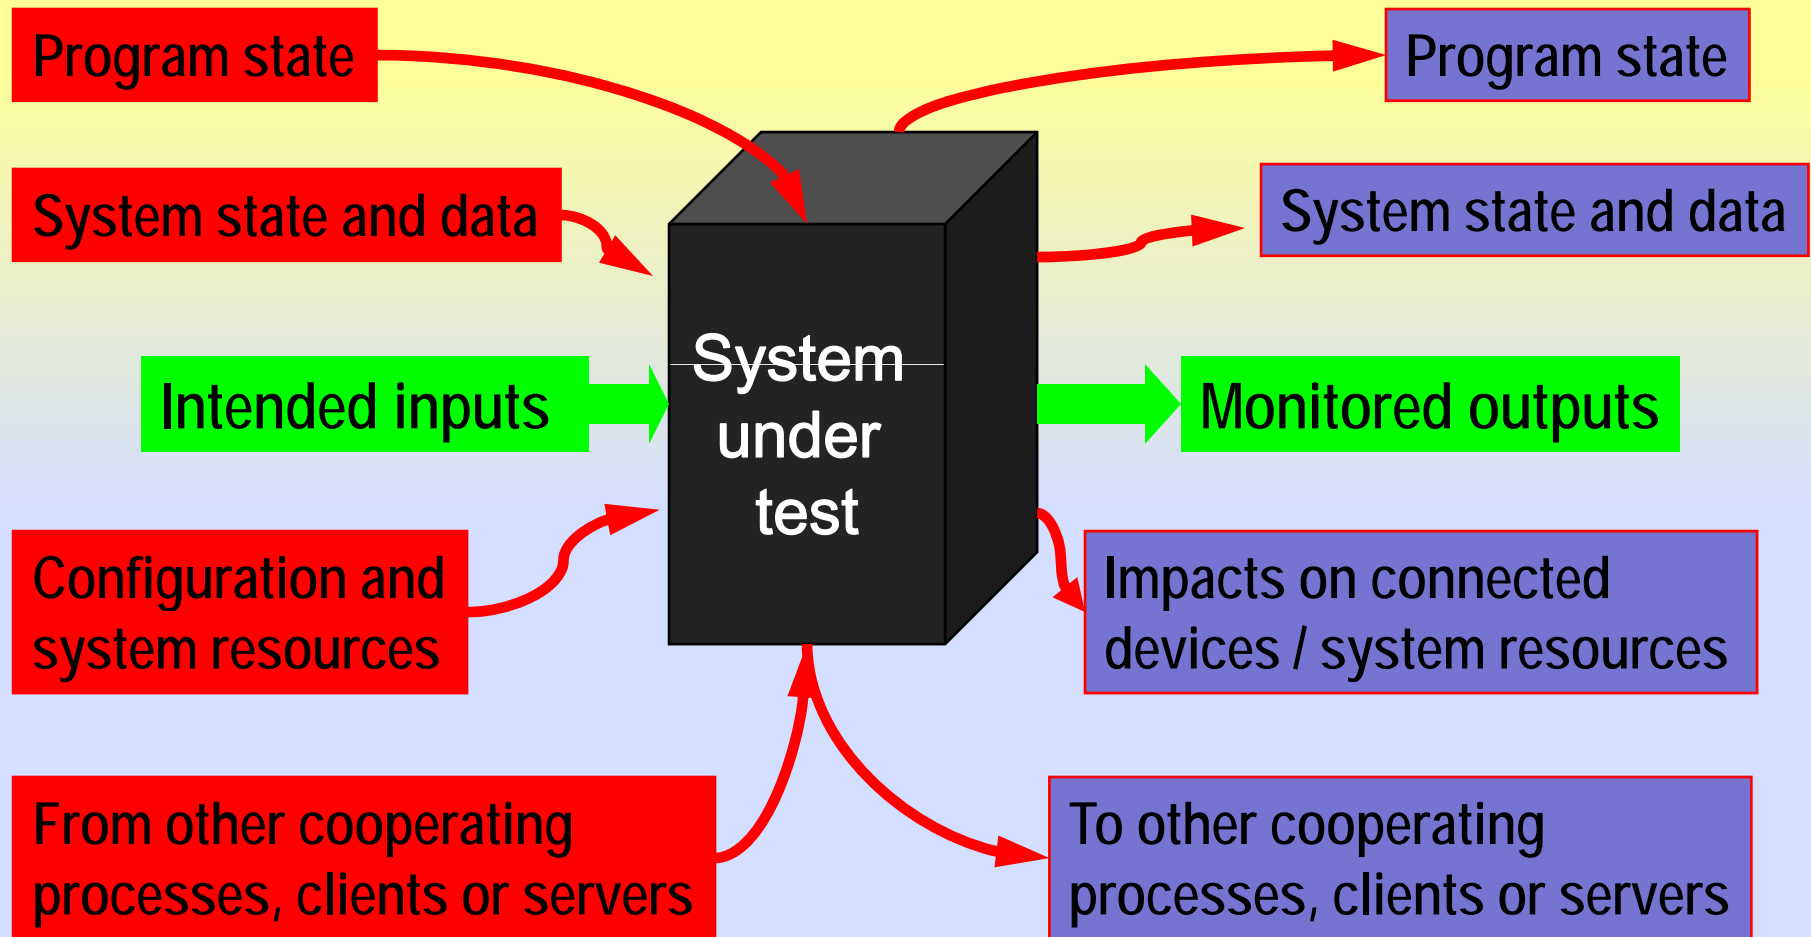 Program state
Program state
System state and data
System state and data
Intended inputs
System
under
test
Monitored outputs
Configuration and
system resources
Impacts on connected
devices / system resources
From other cooperating
processes, clients or servers
To other cooperating
processes, clients or servers